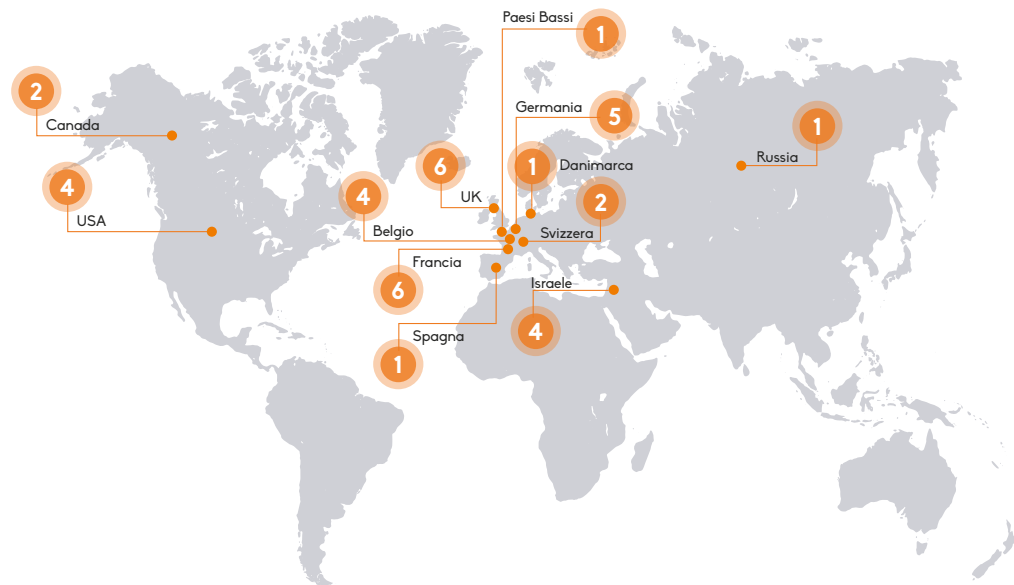 Paesi Bassi
1
2
Canada
Germania
5
1
Russia
6
UK
1
Danimarca
4
USA
4
Belgio
2
Svizzera
Francia
6
Israele
4
Spagna
1